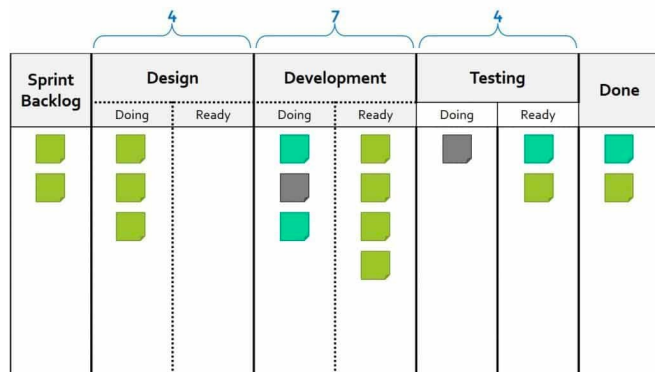 4
7
4
Sprint
Backlog
Design
Development
Testing
Done
Doing
Ready
Doing
Ready
Doing
Ready